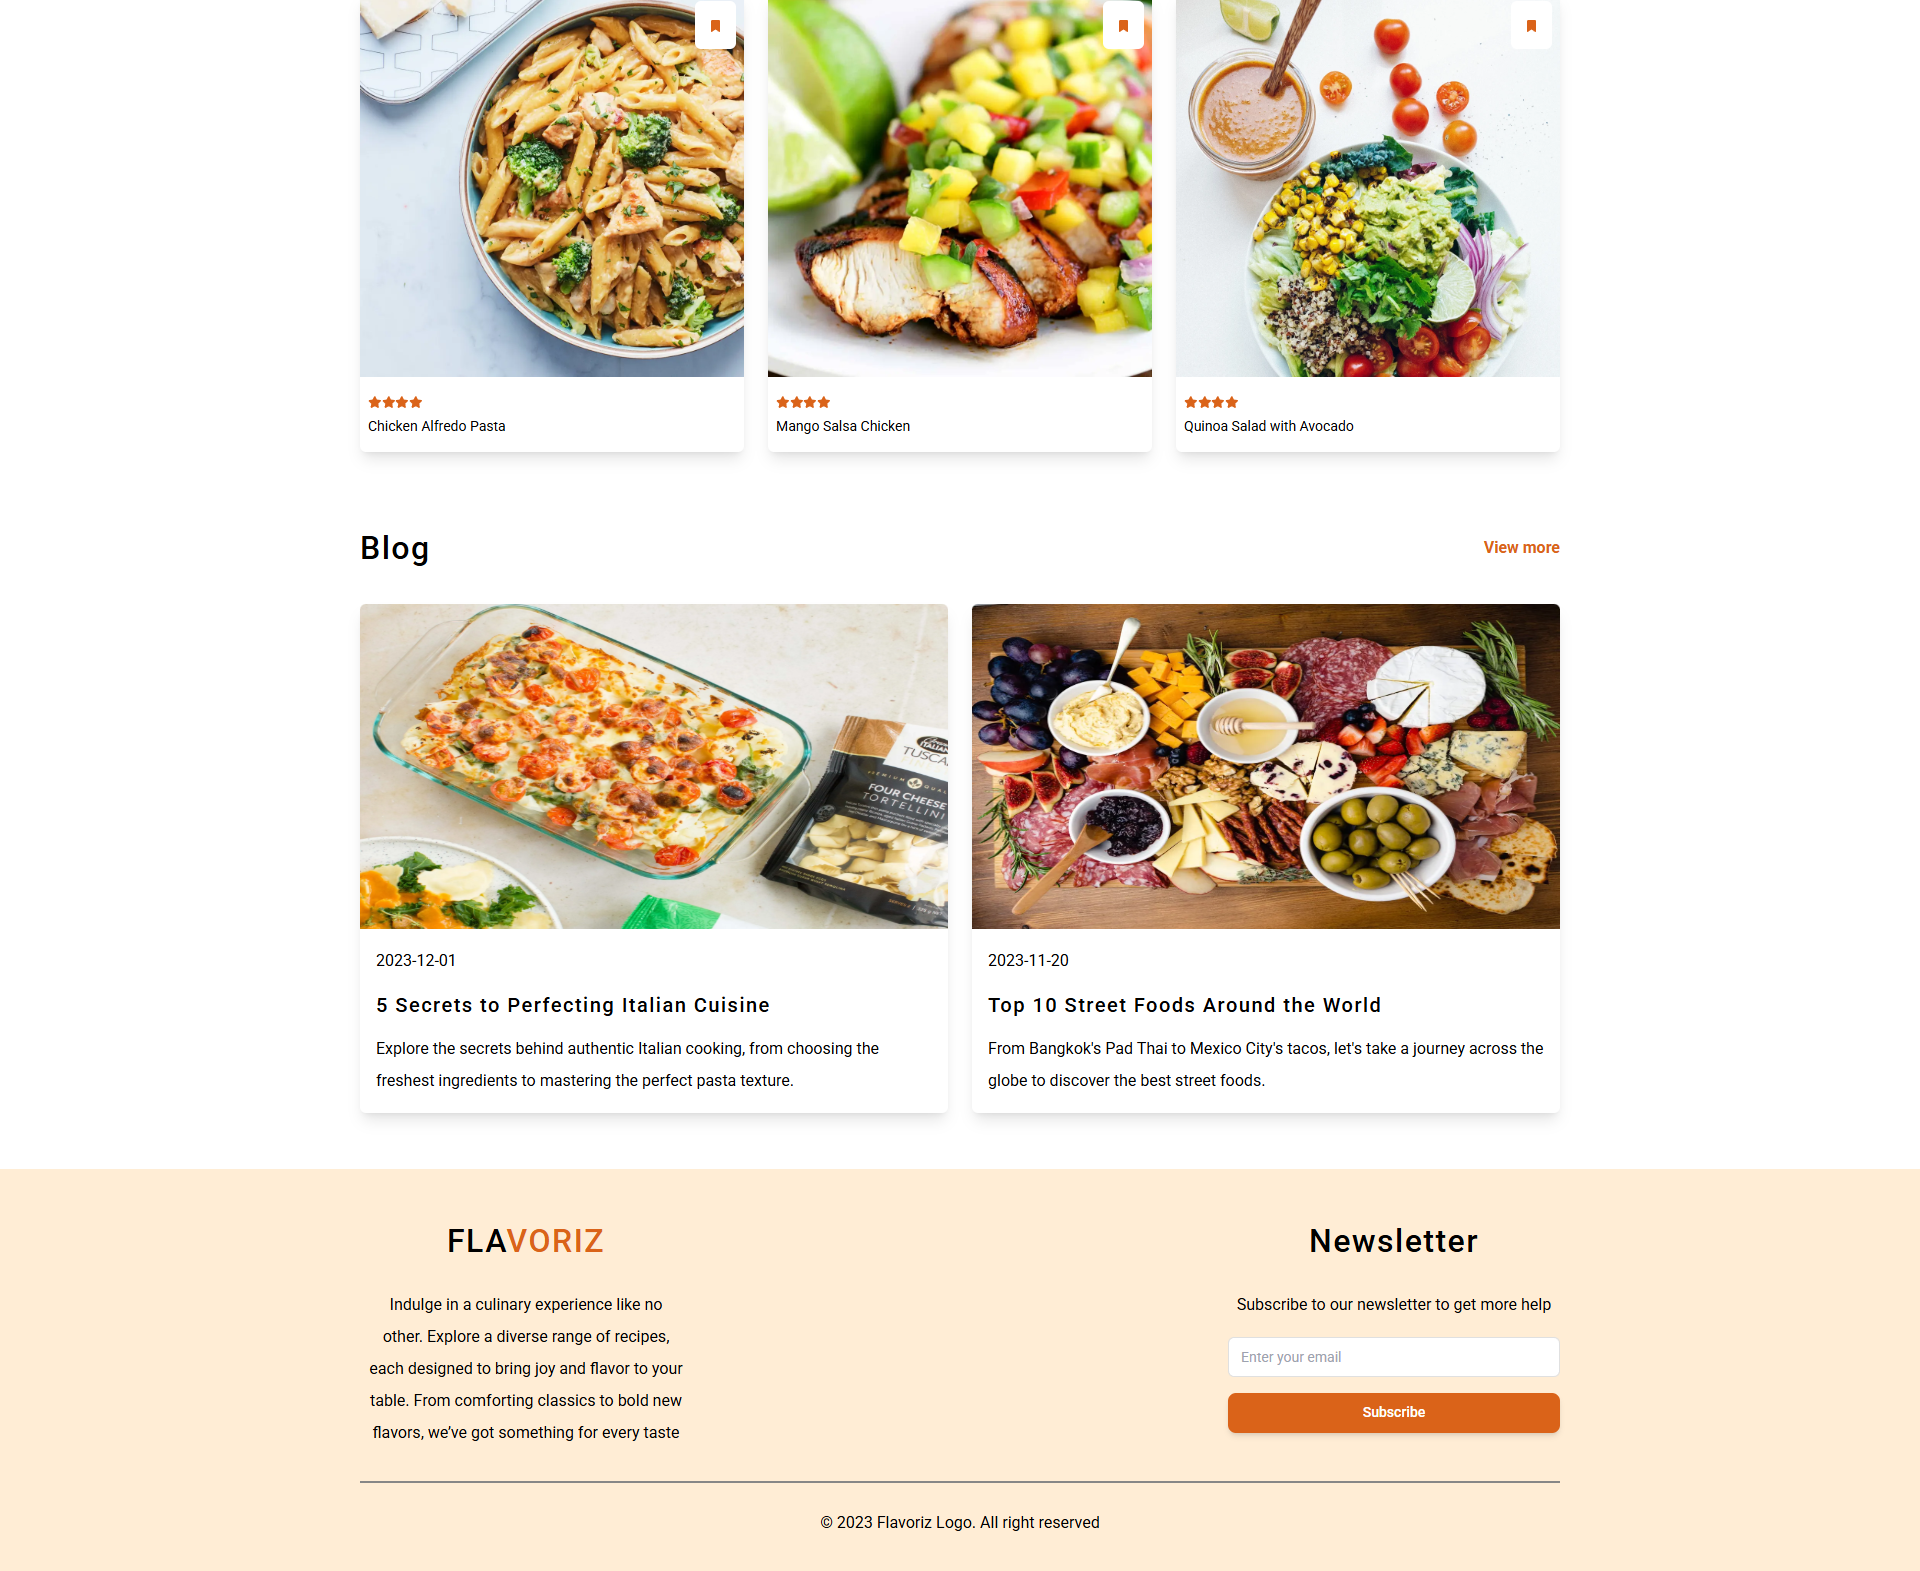 Chicken Alfredo Pasta
Mango Salsa Chicken
Quinoa Salad with Avocado
Blog
View more
ITALIAN
TUSCA
PREMIUM QUAL
FOUR CHEESE
TORTELLINI
2023-12-01
5 Secrets to Perfecting Italian Cuisine
Explore the secrets behind authentic Italian cooking, from choosing the
freshest ingredients to mastering the perfect pasta texture.
2023-11-20
Top 10 Street Foods Around the World
From Bangkok's Pad Thai to Mexico City's tacos, let's take a journey across the
globe to discover the best street foods.
FLAVORIZ
Indulge in a culinary experience like no
other. Explore a diverse range of recipes,
each designed to bring joy and flavor to your
table. From comforting classics to bold new
flavors, we’ve got something for every taste
Newsletter
Subscribe to our newsletter to get more help
Enter your email
Subscribe
© 2023 Flavoriz Logo. All right reserved